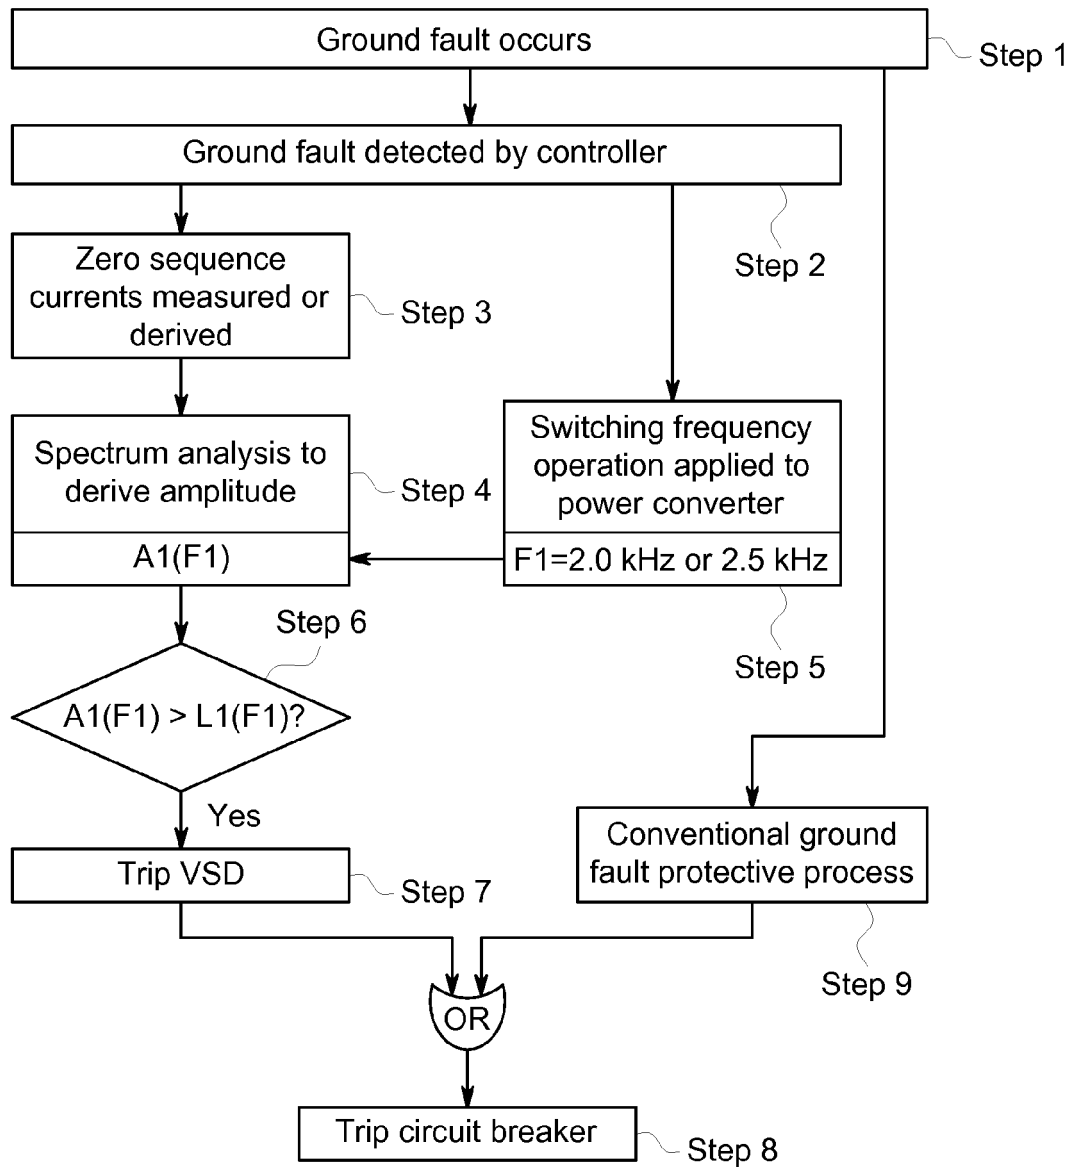 Ground fault occurs
Step 1
Ground fault detected by controller
Step 2
Zero sequence
currents measured or
derived
Step 3
Spectrum analysis to
derive amplitude
A1(F1)
Step 4
Switching frequency
operation applied to
power converter
F1=2.0 kHz or 2.5 kHz
Step 5
Step 6
A1(F1) > L1(F1)?
Yes
Trip VSD
Step 7
Conventional ground
fault protective process
Step 9
OR
Trip circuit breaker
Step 8